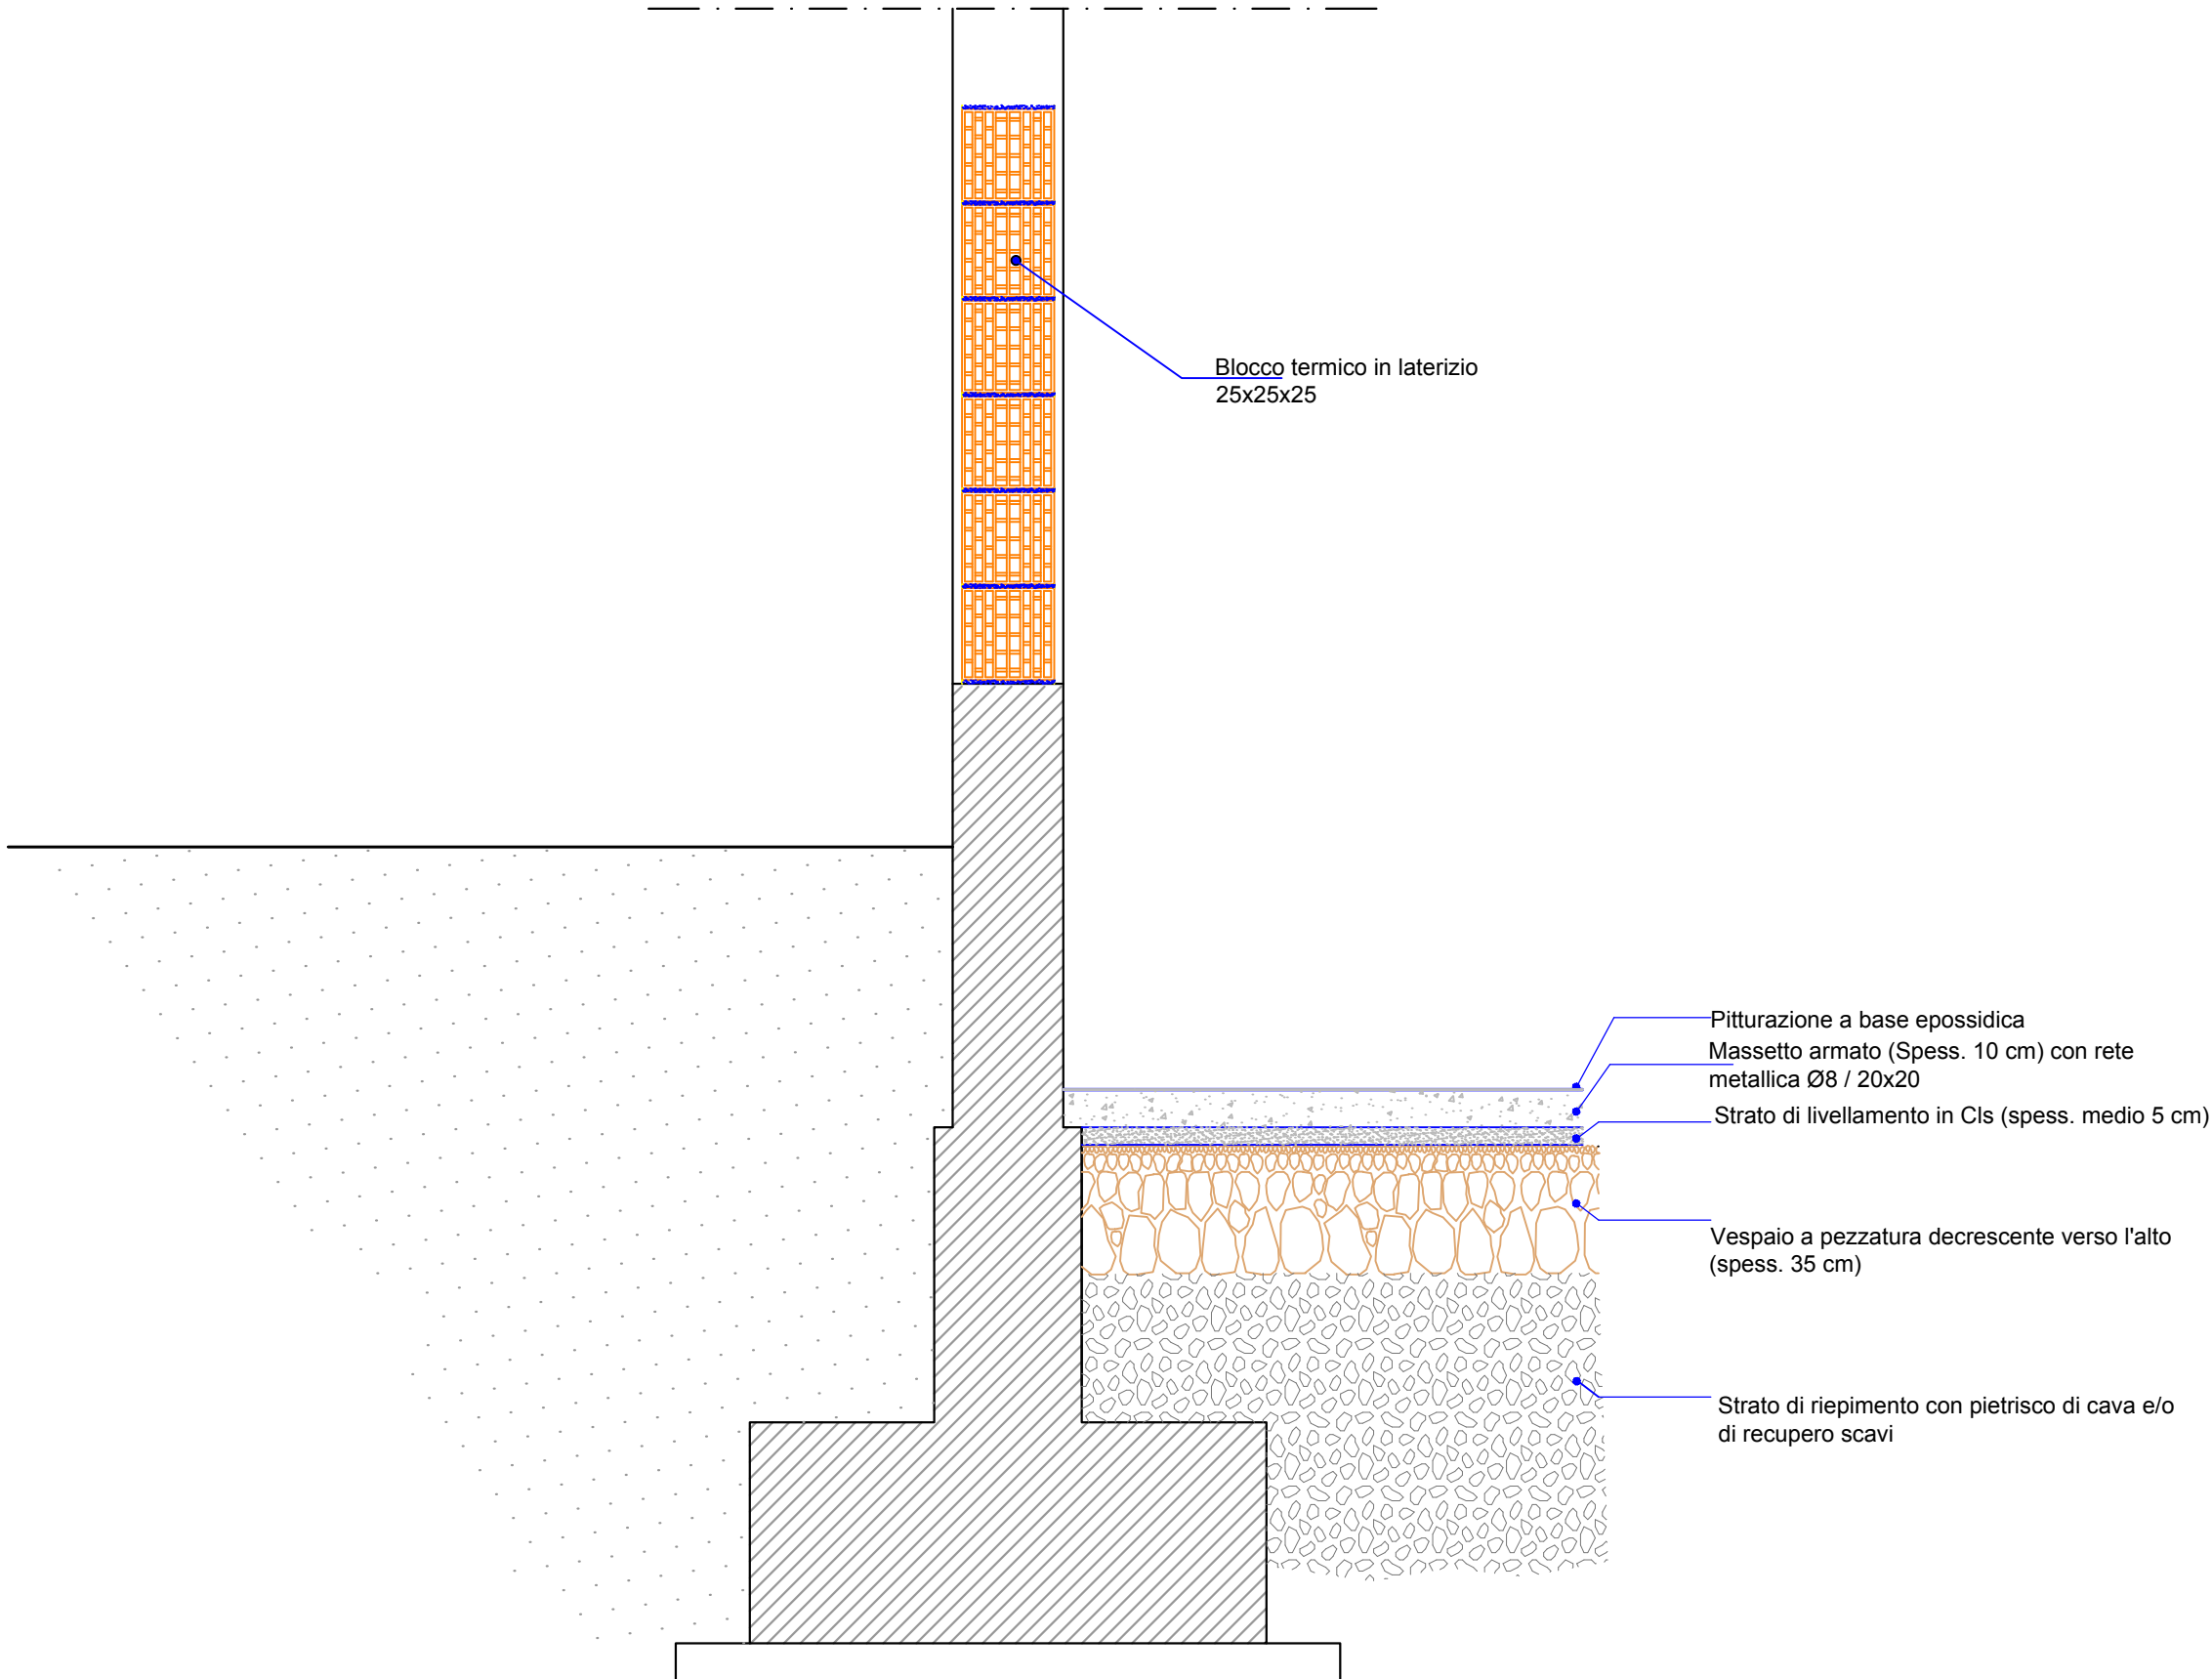 Blocco termico in laterizio
25x25x25
Pitturazione a base epossidica
Massetto armato (Spess. 10 cm) con rete
metallica Ø8 / 20x20
Strato di livellamento in Cls (spess. medio 5 cm)
Vespaio a pezzatura decrescente verso l'alto
(spess. 35 cm)
Strato di riepimento con pietrisco di cava e/o
di recupero scavi